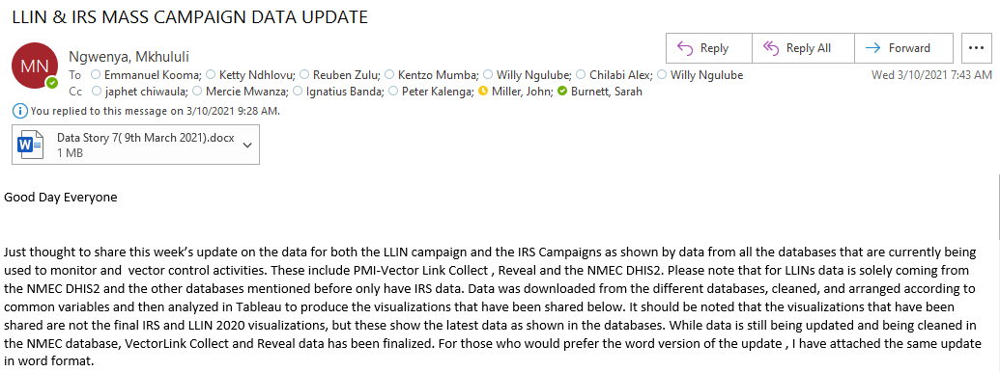 LLIN & IRS MASS CAMPAIGN DATA UPDATE
Reply
Reply All
Forward
...
MN
Ngwenya, Mkhululi
To Emmanuel Kooma; Ketty Ndhlovu; Reuben Zulu; Kentzo Mumba; Willy Ngulube; Chilabi Alex; Willy Ngulube
Wed 3/10/2021 7:43 AM
Cc japhet chiwaula; Mercie Mwanza; Ignatius Banda; Peter Kalenga; Miller, John; Burnett, Sarah
You replied to this message on 3/10/2021 9:28 AM.
W
Data Story 7( 9th March 2021).docx
1 MB
Good Day Everyone
Just thought to share this week's update on the data for both the LLIN campaign and the IRS Campaigns as shown by data from all the databases that are currently being
used to monitor and vector control activities. These include PMI-Vector Link Collect , Reveal and the NMEC DHIS2. Please note that for LLINs data is solely coming from
the NMEC DHIS2 and the other databases mentioned before only have IRS data. Data was downloaded from the different databases, cleaned, and arranged according to
common variables and then analyzed in Tableau to produce the visualizations that have been shared below. It should be noted that the visualizations that have been
shared are not the final IRS and LLIN 2020 visualizations, but these show the latest data as shown in the databases. While data is still being updated and being cleaned in
the NMEC database, VectorLink Collect and Reveal data has been finalized. For those who would prefer the word version of the update , I have attached the same update
in word format.